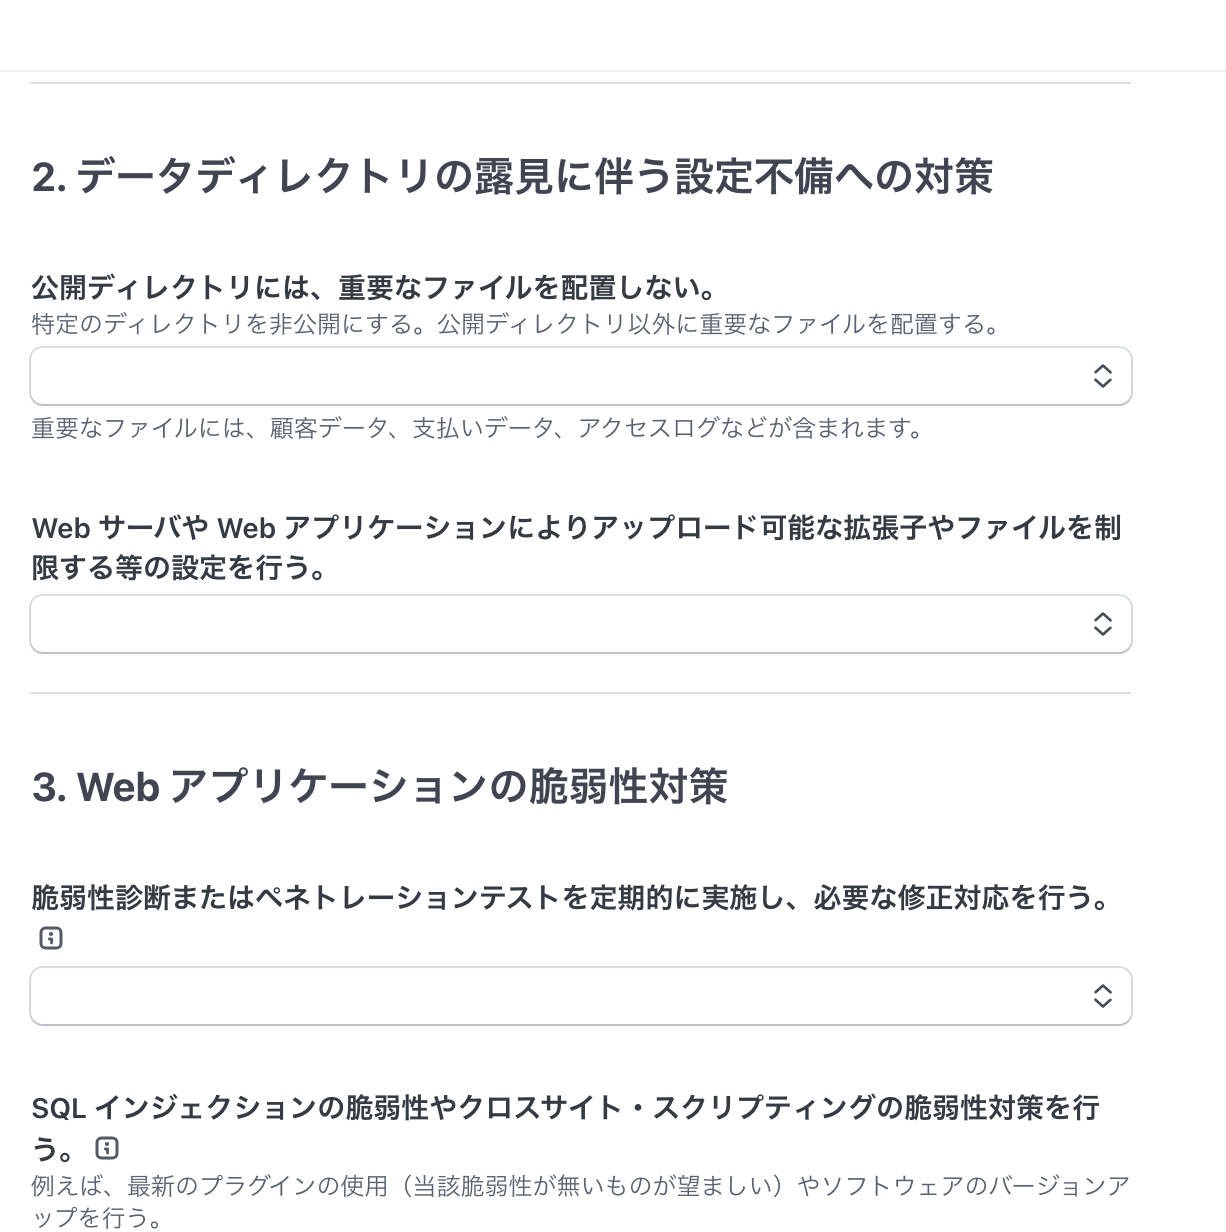 2. データディレクトリの露見に伴う設定不備への対策
公開ディレクトリには、重要なファイルを配置しない。
特定のディレクトリを非公開にする。公開ディレクトリ以外に重要なファイルを配置する。
重要なファイルには、顧客データ、支払いデータ、アクセスログなどが含まれます。
Web サーバや Web アプリケーションによりアップロード可能な拡張子やファイルを制
限する等の設定を行う。
3. Web アプリケーションの脆弱性対策
脆弱性診断またはペネトレーションテストを定期的に実施し、必要な修正対応を行う。
SQL インジェクションの脆弱性やクロスサイト・スクリプティングの脆弱性対策を行
う。
例えば、最新のプラグインの使用（当該脆弱性が無いものが望ましい）やソフトウェアのバージョンア
ップを行う。